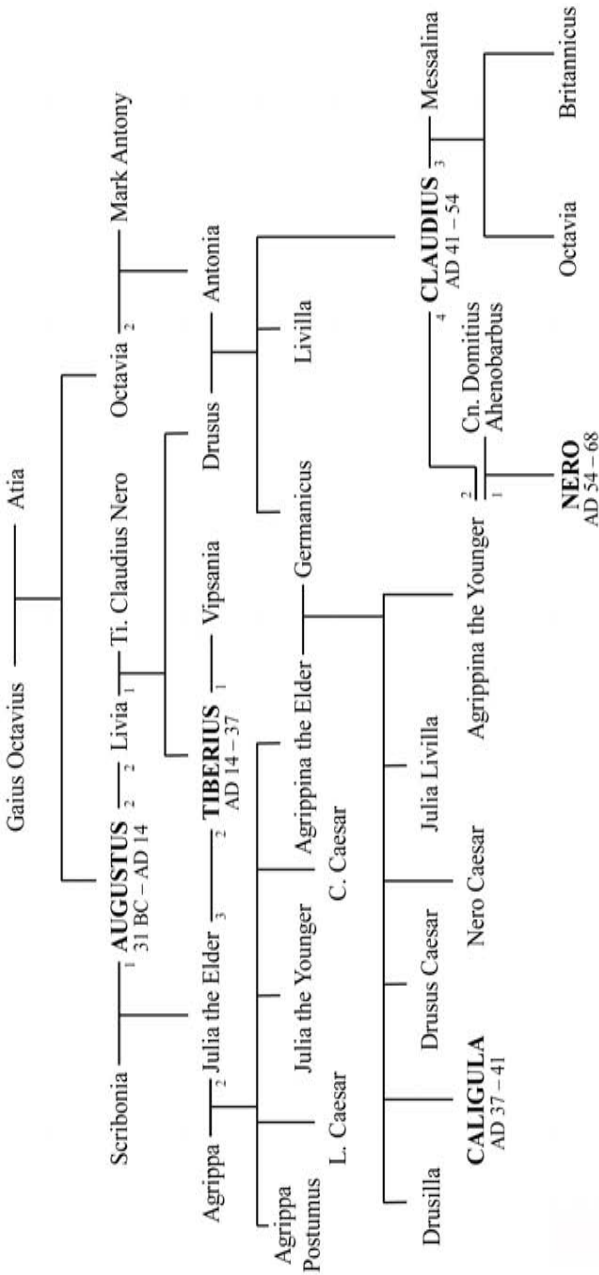 Gaius Octavius
Atia
Scribonia
1
AUGUSTUS
31 BC – AD 14
2
2
Livia
1
Ti. Claudius Nero
Octavia
2
Mark Antony
Agrippa
2
Julia the Elder
3
2
TIBERIUS
AD 14 – 37
1
Vipsania
Drusus
Antonia
Agrippa
Postumus
L. Caesar
Julia the Younger
C. Caesar
Agrippina the Elder
Germanicus
Livilla
CLAUDIUS
AD 41 – 54
3
4
Messalina
Drusilla
CALIGULA
AD 37 – 41
Drusus Caesar
Nero Caesar
Julia Livilla
Agrippina the Younger
2
1
Cn. Domitius
Ahenobarbus
Octavia
Britannicus
NERO
AD 54 – 68